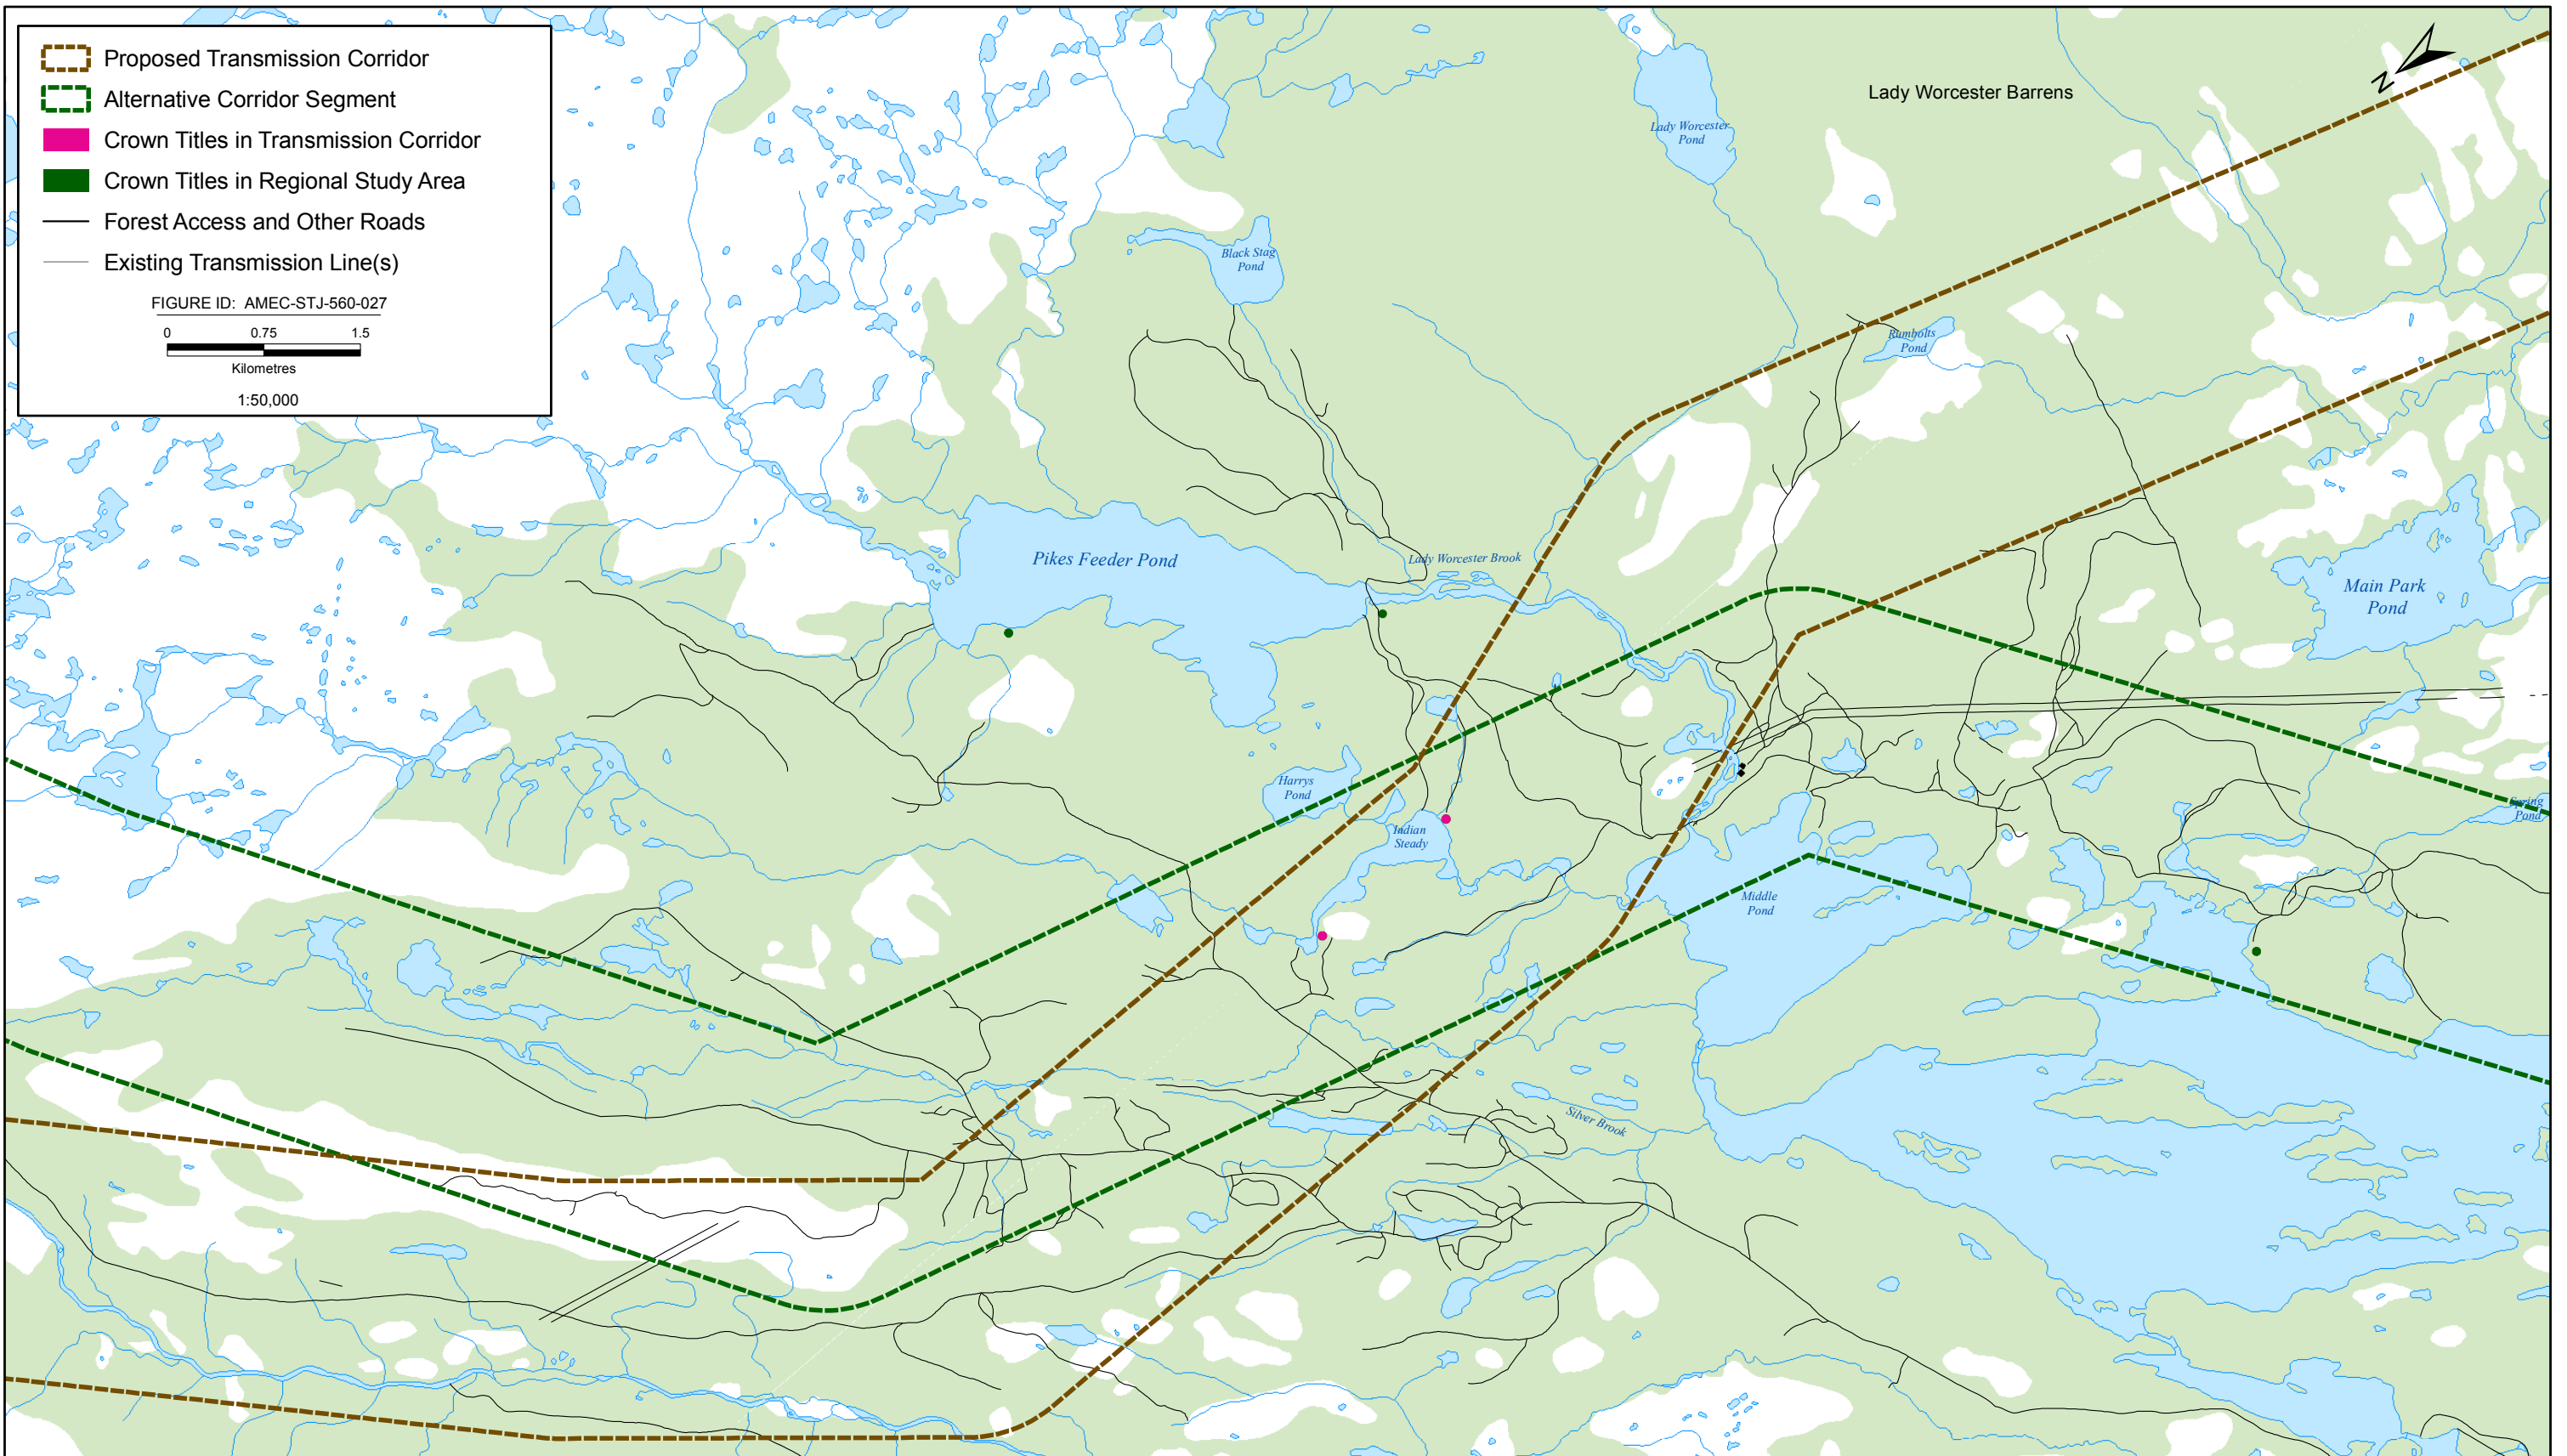 Proposed Transmission Corridor
Alternative Corridor Segment
Crown Titles in Transmission Corridor
Crown Titles in Regional Study Area
Forest Access and Other Roads
Existing Transmission Line(s)
FIGURE ID: AMEC-STJ-560-027
0 0.75 1.5
Kilometres
1:50,000
N
Lady Worcester Barrens
Lady Worcester
Pond
Black Stag
Pond
Rumbolts
Pond
Pikes Feeder Pond
Lady Worcester Brook
Main Park
Pond
Harrys
Pond
Indian
Steady
Spring
Pond
Middle
Pond
Silver Brook